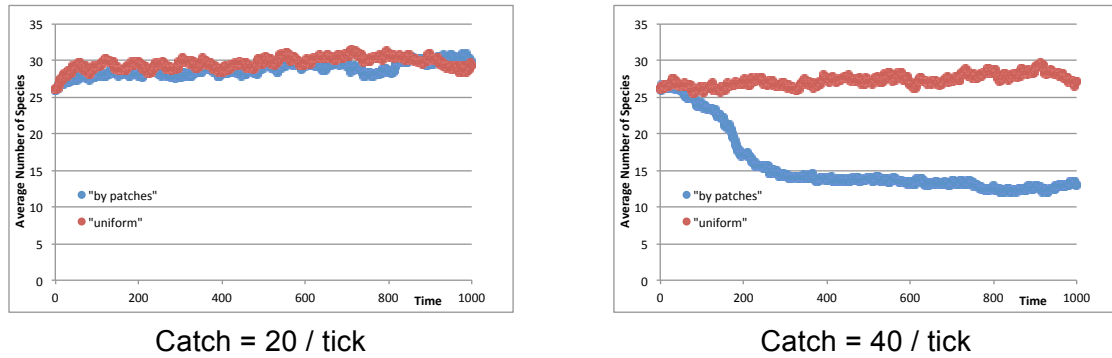 Average Number of Species
35
30
25
20
15
10
5
0
"by patches"
"uniform"
0
200
400
600
800
1000
Time
Catch = 20 / tick
Average Number of Species
35
30
25
20
15
10
5
0
"by patches"
"uniform"
0
200
400
600
800
1000
Time
Catch = 40 / tick